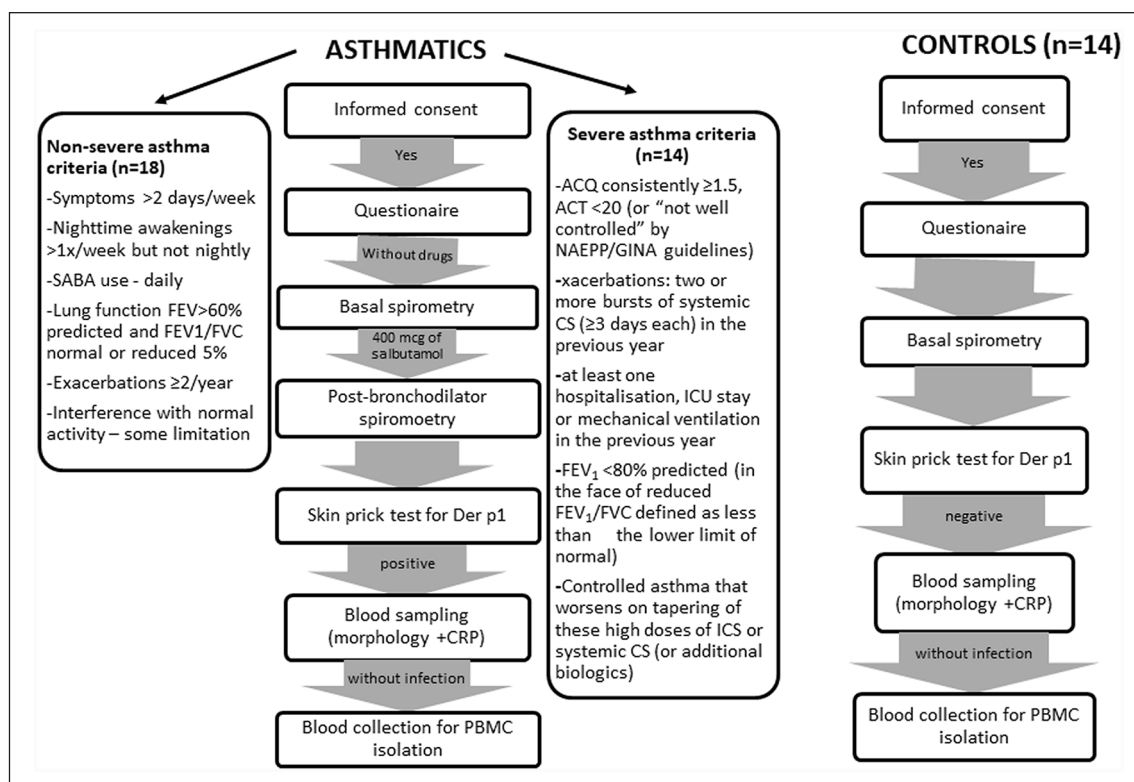 ASTHMATICS
Non-severe asthma
criteria (n=18)
-Symptoms >2 days/week
-Nighttime awakenings
>1x/week but not nightly
-SABA use - daily
-Lung function FEV>60%
predicted and FEV1/FVC
normal or reduced 5%
-Exacerbations ≥2/year
-Interference with normal
activity – some limitation
Informed consent
Yes
Questionaire
Without drugs
Basal spirometry
400 mcg of
salbutamol
Post-bronchodilator
spiromoetry
Skin prick test for Der p1
positive
Blood sampling
(morphology +CRP)
without infection
Blood collection for PBMC
isolation
Severe asthma criteria
(n=14)
-ACQ consistently ≥1.5,
ACT <20 (or “not well
controlled” by
NAEPP/GINA guidelines)
-xacerbations: two or
more bursts of systemic
CS (≥3 days each) in the
previous year
-at least one
hospitalisation, ICU stay
or mechanical ventilation
in the previous year
-FEV₁ <80% predicted (in
the face of reduced
FEV₁/FVC defined as less
than the lower limit of
normal)
-Controlled asthma that
worsens on tapering of
these high doses of ICS or
systemic CS (or additional
biologics)
CONTROLS (n=14)
Informed consent
Yes
Questionaire
Basal spirometry
Skin prick test for Der p1
negative
Blood sampling
(morphology +CRP)
without infection
Blood collection for PBMC
isolation